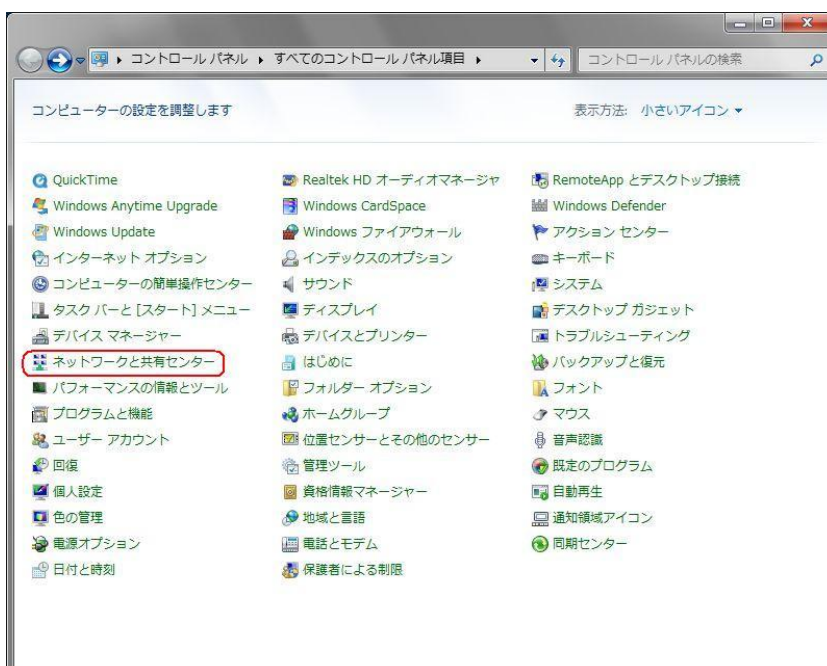 コントロール パネル ▸ すべてのコントロール パネル項目 ▸ コントロール パネルの検索
コンピューターの設定を調整します 表示方法: 小さいアイコン
QuickTime Realtek HD オーディオマネージャ RemoteApp とデスクトップ接続
Windows Anytime Upgrade Windows CardSpace Windows Defender
Windows Update Windows ファイアウォール アクション センター
インターネット オプション インデックスのオプション キーボード
コンピューターの簡単操作センター サウンド システム
タスク バーと [スタート] メニュー ディスプレイ デスクトップ ガジェット
デバイス マネージャー デバイスとプリンター トラブルシューティング
ネットワークと共有センター はじめに バックアップと復元
パフォーマンスの情報とツール フォルダー オプション フォント
プログラムと機能 ホームグループ マウス
ユーザー アカウント 位置センサーとその他のセンサー 音声認識
回復 管理ツール 既定のプログラム
個人設定 資格情報マネージャー 自動再生
色の管理 地域と言語 通知領域アイコン
電源オプション 電話とモデム 同期センター
日付と時刻 保護者による制限